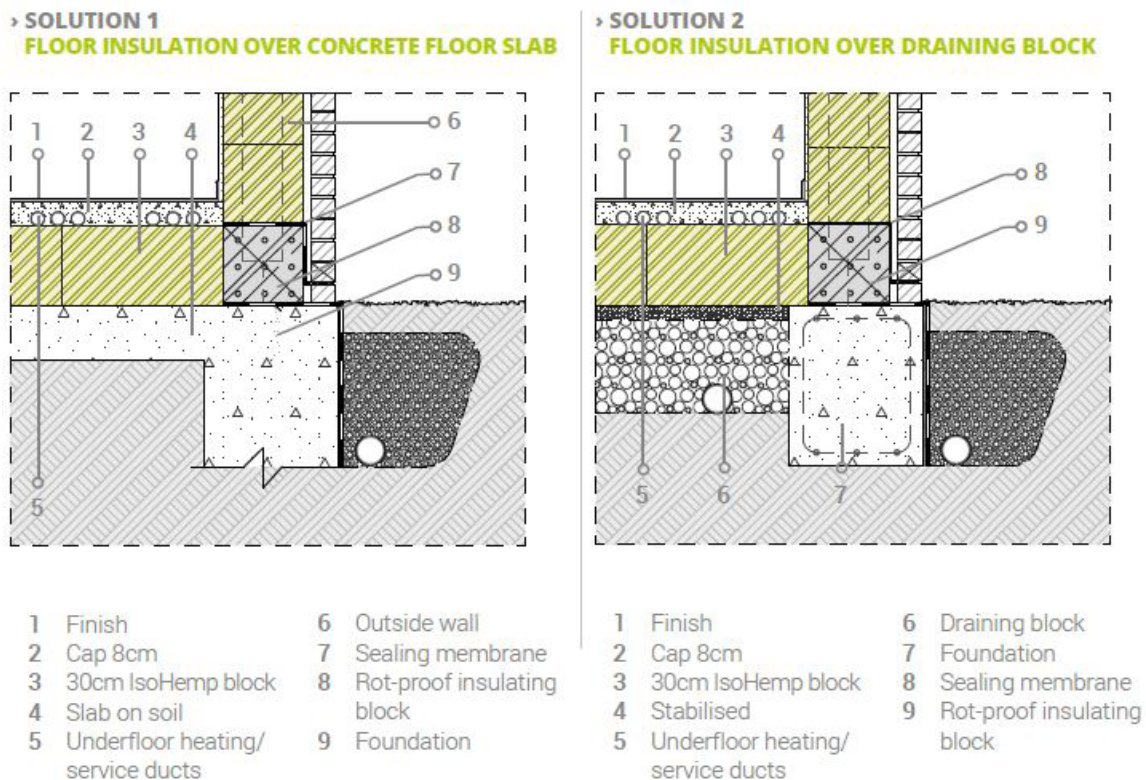 › SOLUTION 1
FLOOR INSULATION OVER CONCRETE FLOOR SLAB
1 2 3 4
6
7
8
9
5
1 Finish
2 Cap 8cm
3 30cm IsoHemp block
4 Slab on soil
5 Underfloor heating/
service ducts
6 Outside wall
7 Sealing membrane
8 Rot-proof insulating
block
9 Foundation
› SOLUTION 2
FLOOR INSULATION OVER DRAINING BLOCK
1 2 3 4
8
9
5 6 7
1 Finish
2 Cap 8cm
3 30cm IsoHemp block
4 Stabilised
5 Underfloor heating/
service ducts
6 Draining block
7 Foundation
8 Sealing membrane
9 Rot-proof insulating
block